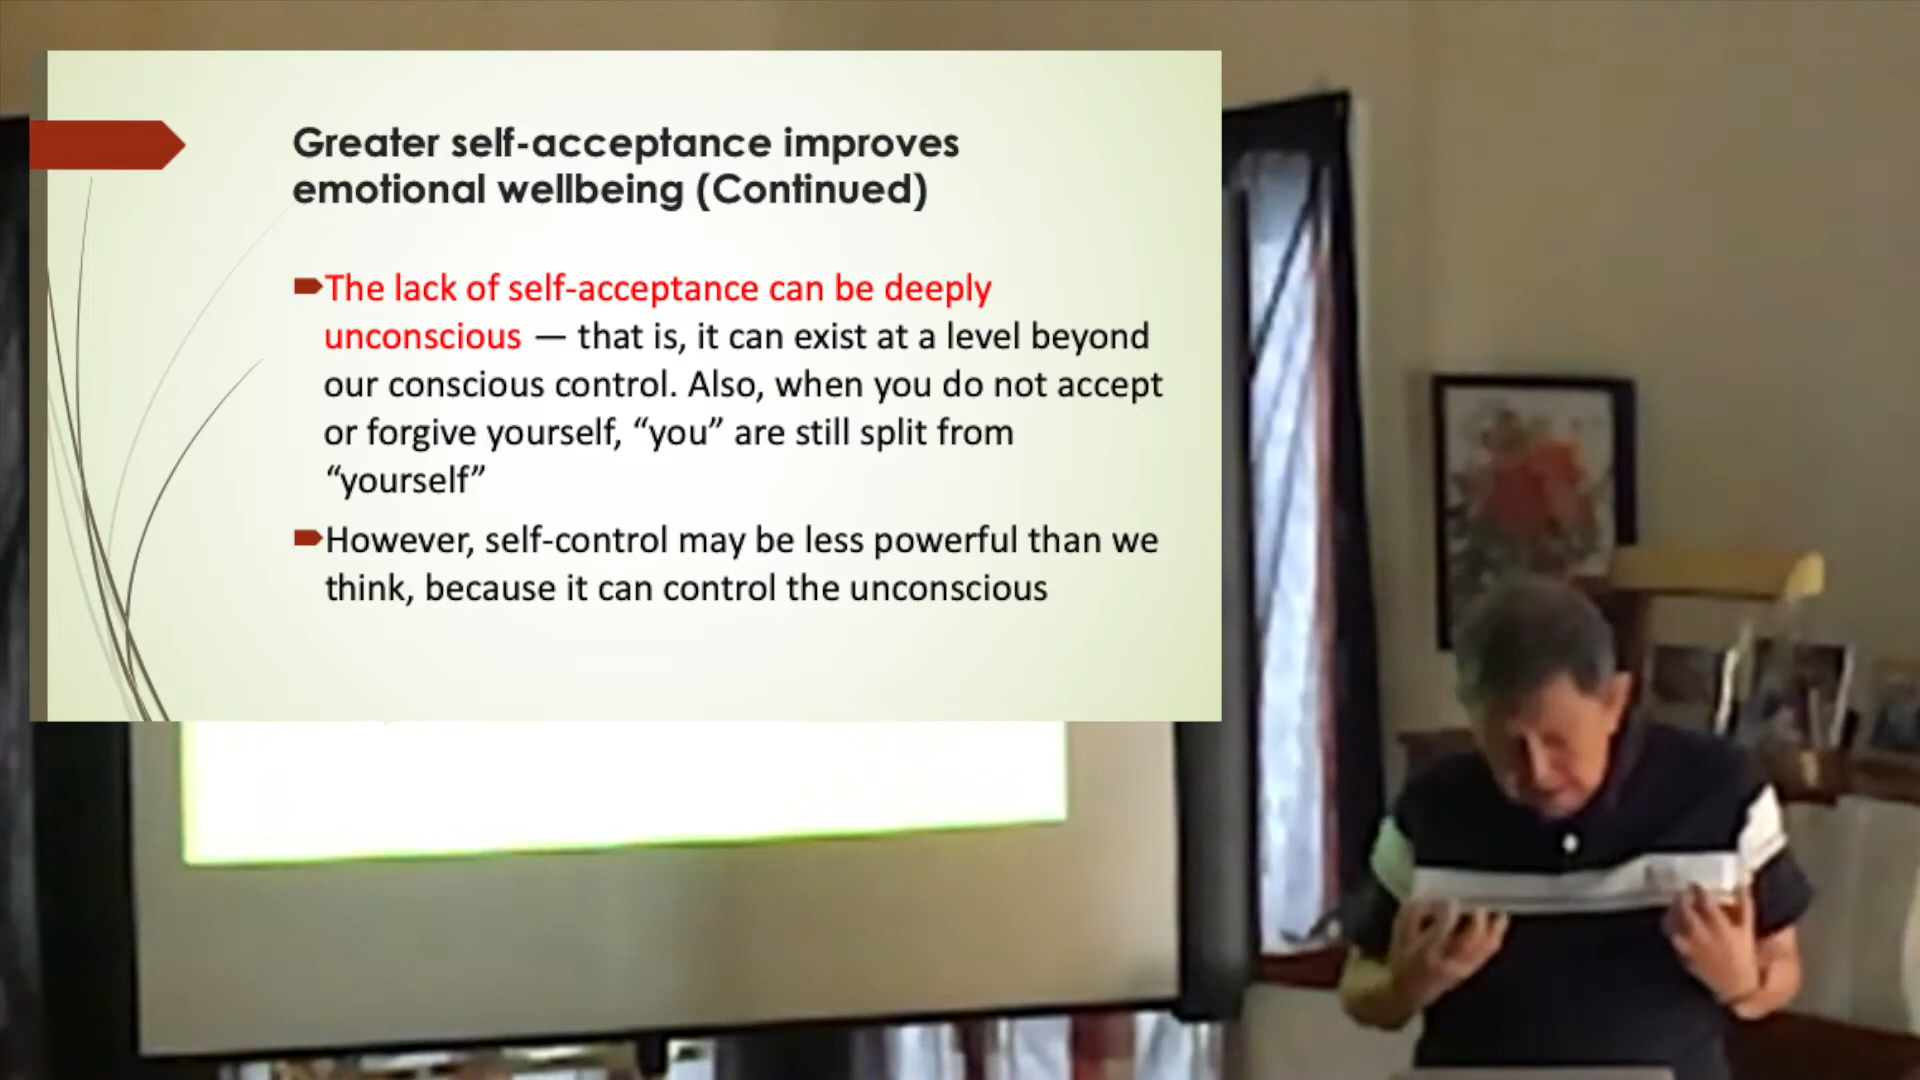 Greater self-acceptance improves
emotional wellbeing (Continued)
The lack of self-acceptance can be deeply
unconscious — that is, it can exist at a level beyond
our conscious control. Also, when you do not accept
or forgive yourself, “you” are still split from
“yourself”
However, self-control may be less powerful than we
think, because it can control the unconscious